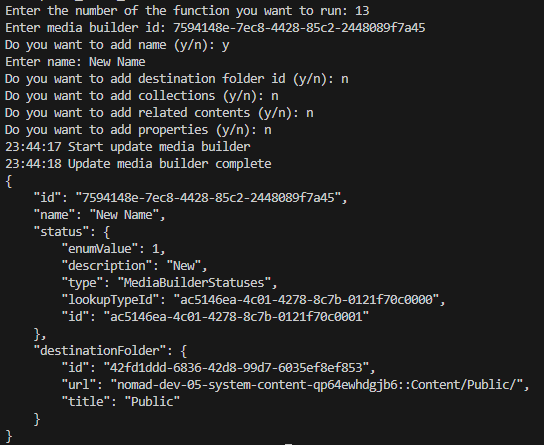 Enter the number of the function you want to run: 13
Enter media builder id: 7594148e-7ec8-4428-85c2-2448089f7a45
Do you want to add name (y/n): y
Enter name: New Name
Do you want to add destination folder id (y/n): n
Do you want to add collections (y/n): n
Do you want to add related contents (y/n): n
Do you want to add properties (y/n): n
23:44:17 Start update media builder
23:44:18 Update media builder complete
{
    "id": "7594148e-7ec8-4428-85c2-2448089f7a45",
    "name": "New Name",
    "status": {
        "enumValue": 1,
        "description": "New",
        "type": "MediaBuilderStatuses",
        "lookupTypeId": "ac5146ea-4c01-4278-8c7b-0121f70c0000",
        "id": "ac5146ea-4c01-4278-8c7b-0121f70c0001"
    },
    "destinationFolder": {
        "id": "42fd1ddd-6836-42d8-99d7-6035ef8ef853",
        "url": "nomad-dev-05-system-content-qp64ewhdgjb6::Content/Public/",
        "title": "Public"
    }
}